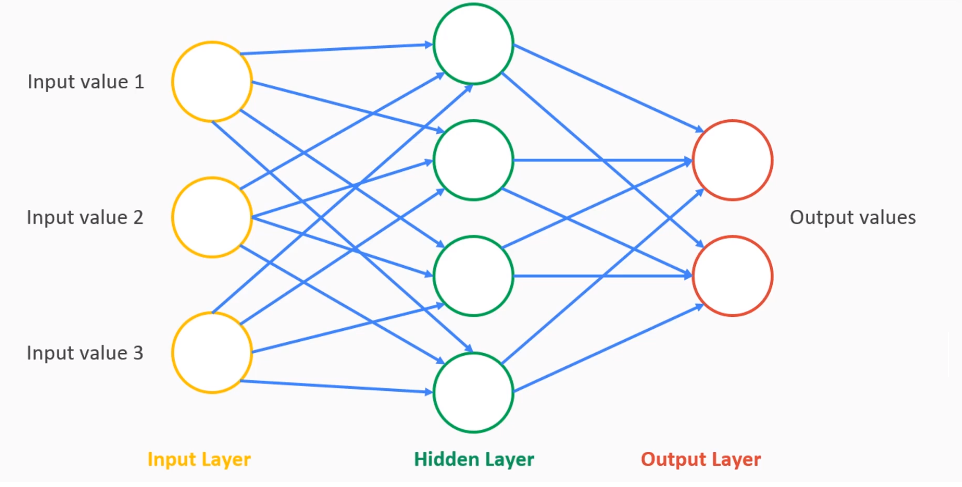 Input value 1
Input value 2
Output values
Input value 3
Input Layer
Hidden Layer
Output Layer